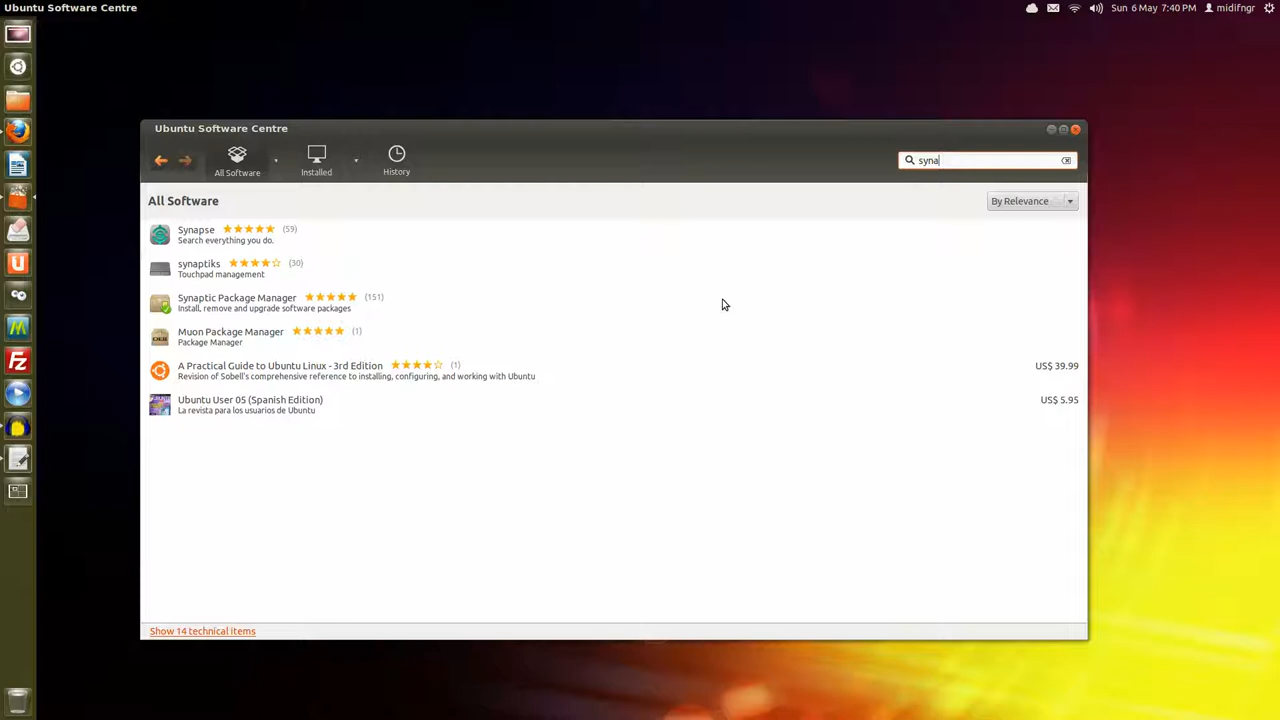 Ubuntu Software Centre
Sun 6 May 7:40 PM midifngr
Ubuntu Software Centre
All Software
Installed
History
syna
All Software
By Relevance
Synapse (59)
Search everything you do.
synaptiks (30)
Touchpad management
Synaptic Package Manager (151)
Install, remove and upgrade software packages
Muon Package Manager (1)
Package Manager
A Practical Guide to Ubuntu Linux - 3rd Edition (1) US$ 39.99
Revision of Sobell's comprehensive reference to installing, configuring, and working with Ubuntu
Ubuntu User 05 (Spanish Edition) US$ 5.95
La revista para los usuarios de Ubuntu
Show 14 technical items